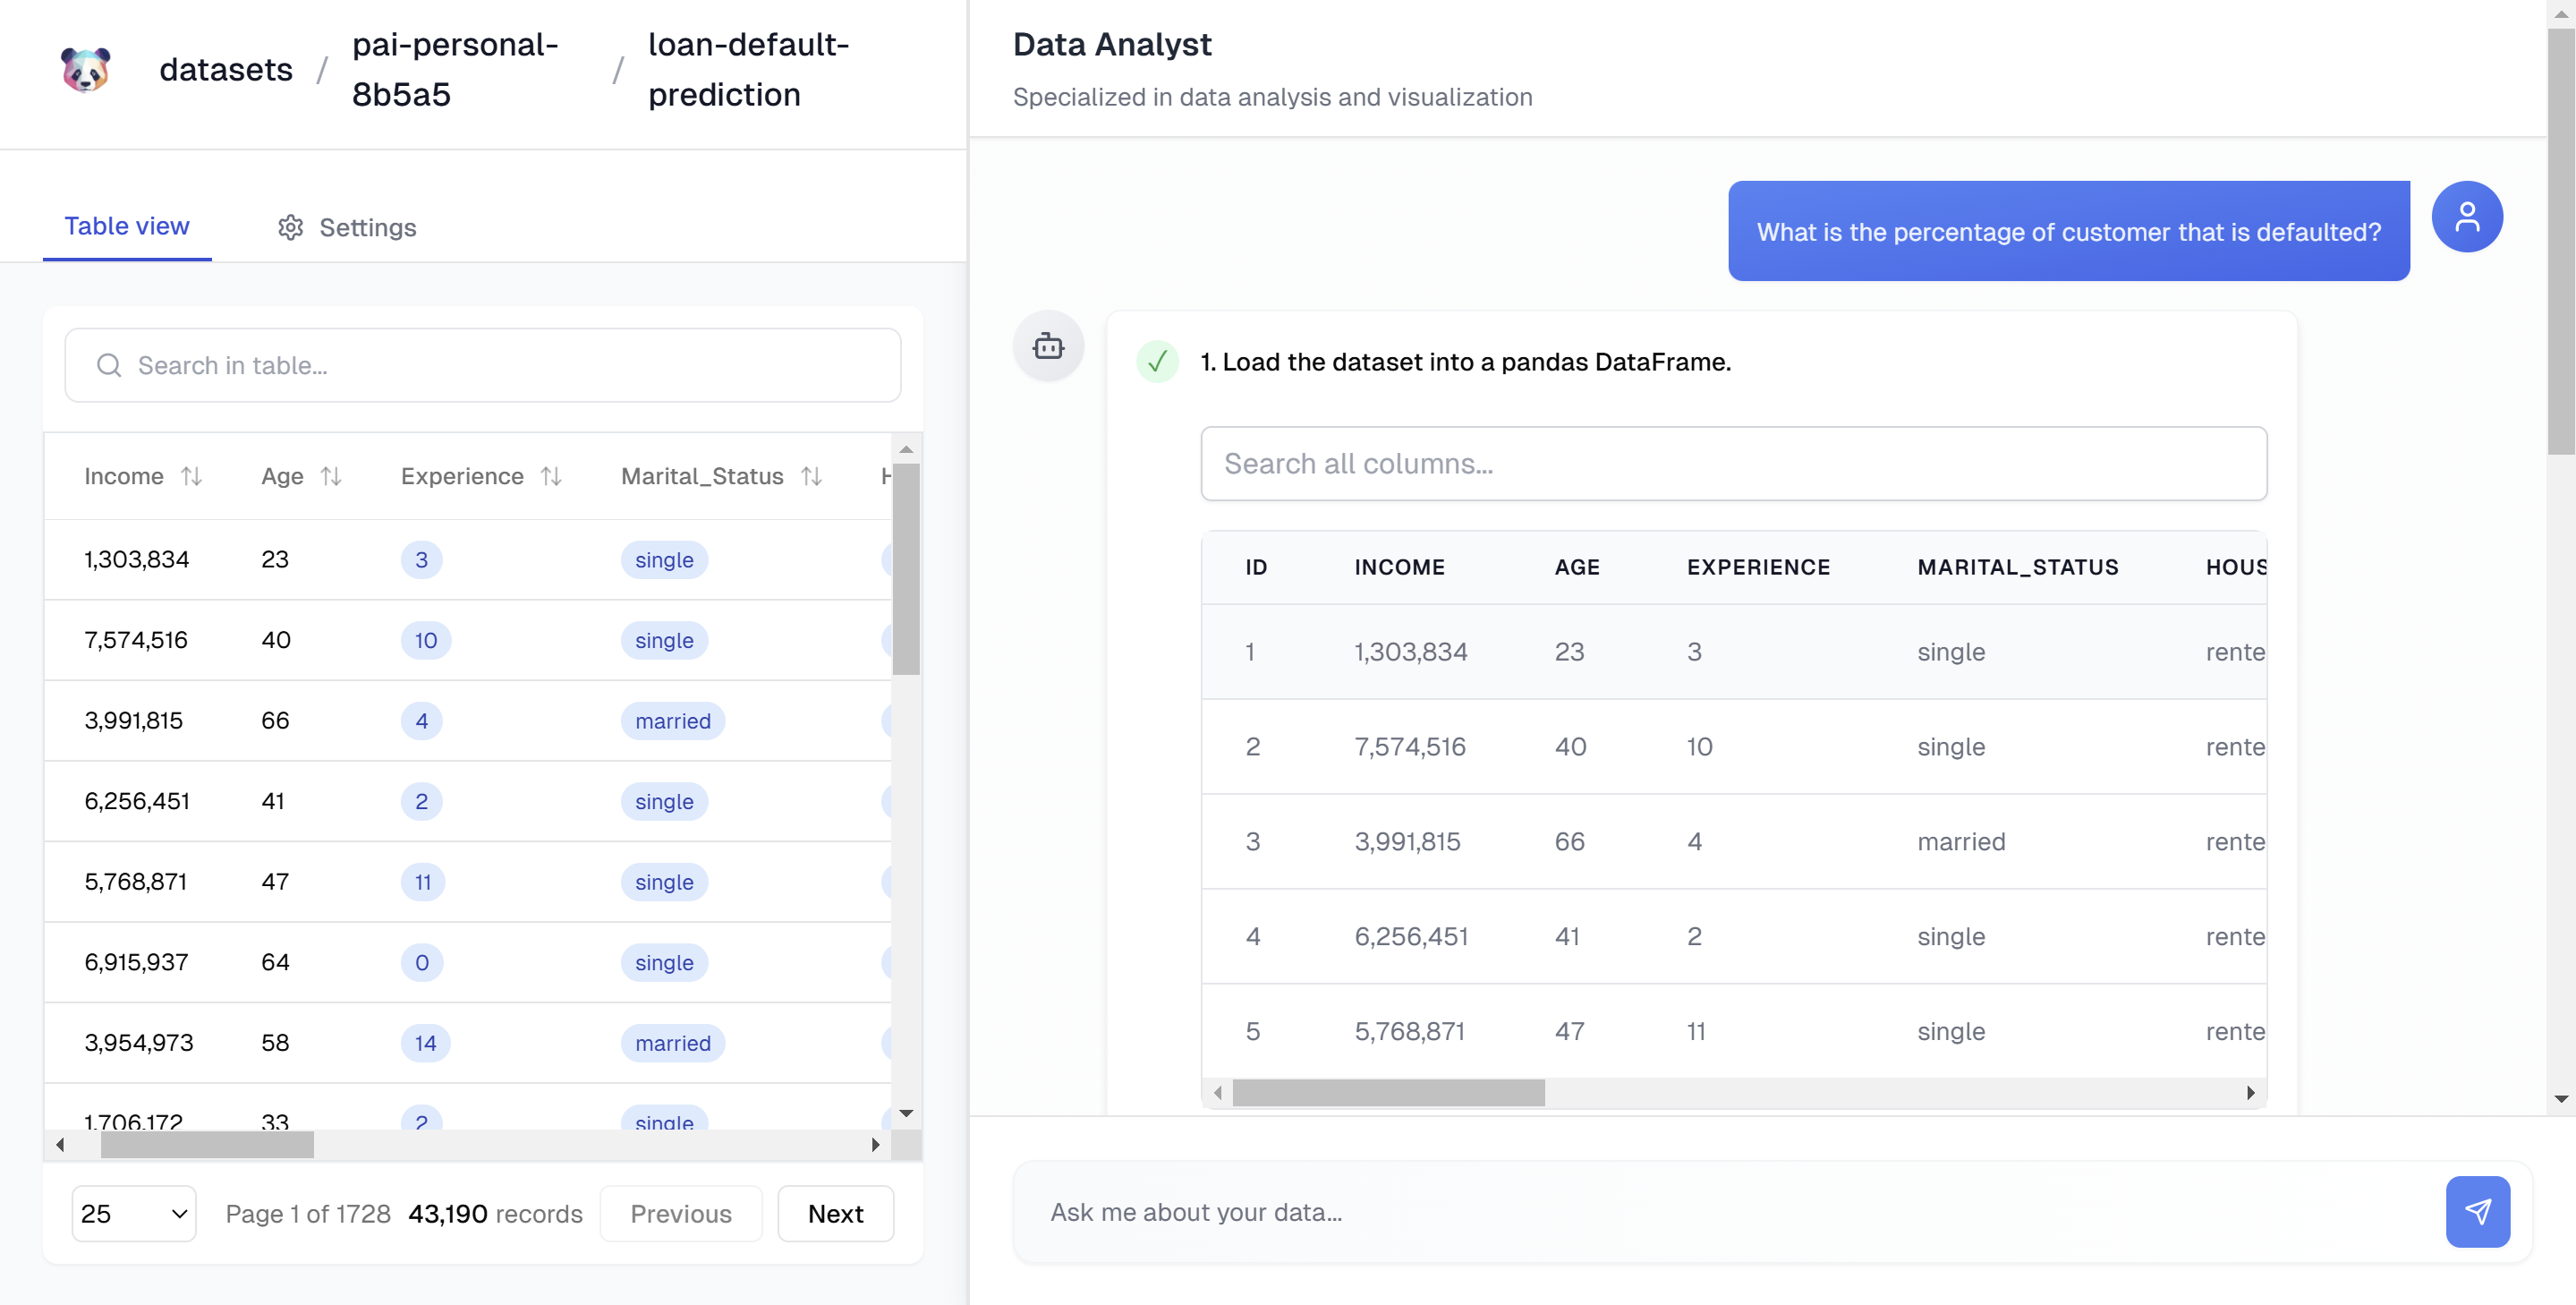 datasets / pai-personal-8b5a5 / loan-default-prediction
Table view
Settings
Search in table...
Income Age Experience Marital_Status H
1,303,834 23 3 single
7,574,516 40 10 single
3,991,815 66 4 married
6,256,451 41 2 single
5,768,871 47 11 single
6,915,937 64 0 single
3,954,973 58 14 married
1,706,172 33 2 single
25 Page 1 of 1728 43,190 records Previous Next
Data Analyst
Specialized in data analysis and visualization
What is the percentage of customer that is defaulted?
1. Load the dataset into a pandas DataFrame.
Search all columns...
ID INCOME AGE EXPERIENCE MARITAL_STATUS HOUS
1 1,303,834 23 3 single rente
2 7,574,516 40 10 single rente
3 3,991,815 66 4 married rente
4 6,256,451 41 2 single rente
5 5,768,871 47 11 single rente
Ask me about your data...